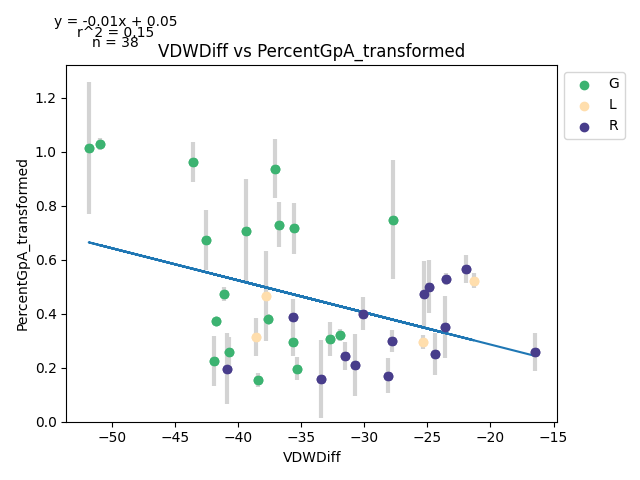 y = -0.01x + 0.05
r^2 = 0.15
n = 38
VDWDiff vs PercentGpA_transformed
G
L
R
1.2
1.0
0.8
0.6
0.4
0.2
0.0
PercentGpA_transformed
−50 −45 −40 −35 −30 −25 −20 −15
VDWDiff